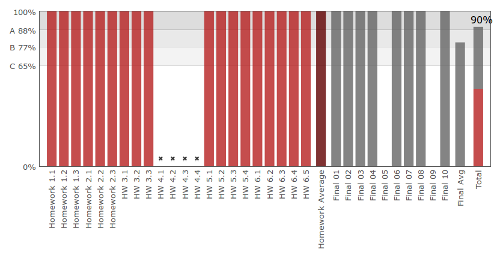 100%
90%
A 88%
B 77%
C 65%
0%
Homework 1.1
Homework 1.2
Homework 1.3
Homework 2.1
Homework 2.2
Homework 2.3
HW 3.1
HW 3.2
HW 3.3
HW 4.1
HW 4.2
HW 4.3
HW 4.4
HW 5.1
HW 5.2
HW 5.3
HW 5.4
HW 6.1
HW 6.2
HW 6.3
HW 6.4
HW 6.5
Homework Average
Final 01
Final 02
Final 03
Final 04
Final 05
Final 06
Final 07
Final 08
Final 09
Final 10
Final Avg
Total